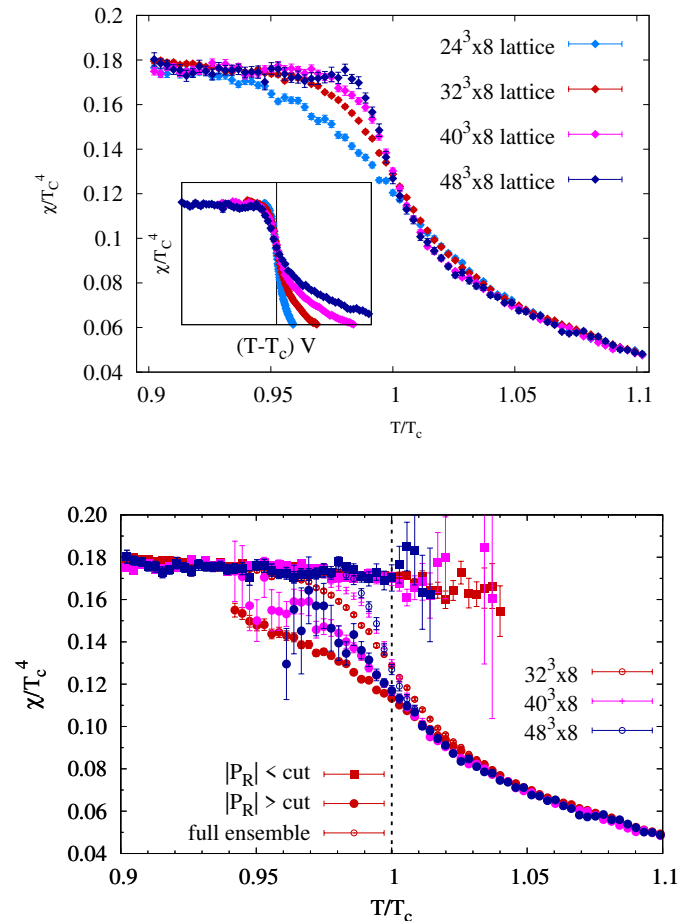 0.2
0.18
0.16
0.14
0.12
0.1
0.08
0.06
0.04
χ/T_C^4
24^3x8 lattice
32^3x8 lattice
40^3x8 lattice
48^3x8 lattice
χ/T_c^4
(T-T_c) V
0.9
0.95
1
1.05
1.1
T/T_c
0.20
0.18
0.16
0.14
0.12
0.10
0.08
0.06
0.04
χ/T_c^4
32^3x8
40^3x8
48^3x8
|P_R| < cut
|P_R| > cut
full ensemble
0.9
0.95
1
1.05
1.1
T/T_c